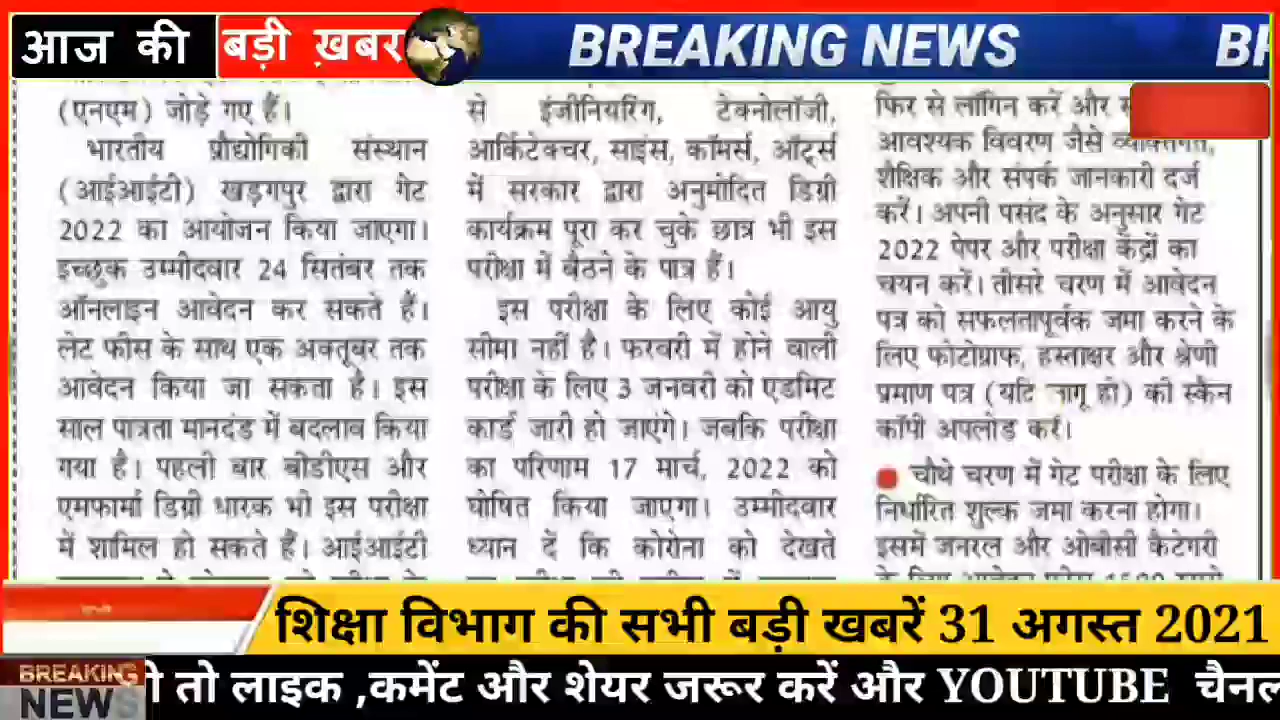 आज की बड़ी ख़बर
BREAKING NEWS
(एनएम) जोड़े गए हैं।
भारतीय प्रौद्योगिकी संस्थान
(आईआईटी) खड़गपुर द्वारा गेट
2022 का आयोजन किया जाएगा।
इच्छुक उम्मीदवार 24 सितंबर तक
ऑनलाइन आवेदन कर सकते हैं।
लेट फीस के साथ एक अक्तूबर तक
आवेदन किया जा सकता है। इस
साल पात्रता मानदंड में बदलाव किया
गया है। पहली बार बीडीएस और
एमफार्मा डिग्री धारक भी इस परीक्षा
में शामिल हो सकते हैं। आईआईटी
से इंजीनियरिंग, टेक्नोलॉजी,
आर्किटेक्चर, साइंस, कॉमर्स, ऑर्ट्स
में सरकार द्वारा अनुमोदित डिग्री
कार्यक्रम पूरा कर चुके छात्र भी इस
परीक्षा में बैठने के पात्र हैं।
इस परीक्षा के लिए कोई आयु
सीमा नहीं है। फरवरी में होने वाली
परीक्षा के लिए 3 जनवरी को एडमिट
कार्ड जारी हो जाएंगे। जबकि परीक्षा
का परिणाम 17 मार्च, 2022 को
घोषित किया जाएगा। उम्मीदवार
ध्यान दें कि कोरोना को देखते
फिर से लॉगिन करें और
आवश्यक विवरण जैसे व्यक्तिगत,
शैक्षिक और संपर्क जानकारी दर्ज
करें। अपनी पसंद के अनुसार गेट
2022 पेपर और परीक्षा केंद्रों का
चयन करें। तीसरे चरण में आवेदन
पत्र को सफलतापूर्वक जमा करने के
लिए फोटोग्राफ, हस्ताक्षर और श्रेणी
प्रमाण पत्र (यदि लागू हो) की स्कैन
कॉपी अपलोड करें।
चौथे चरण में गेट परीक्षा के लिए
निर्धारित शुल्क जमा करना होगा।
इसमें जनरल और ओबीसी कैटेगरी
शिक्षा विभाग की सभी बड़ी खबरें 31 अगस्त 2021
BREAKING NEWS
तो लाइक ,कमेंट और शेयर जरूर करें और YOUTUBE चैनल